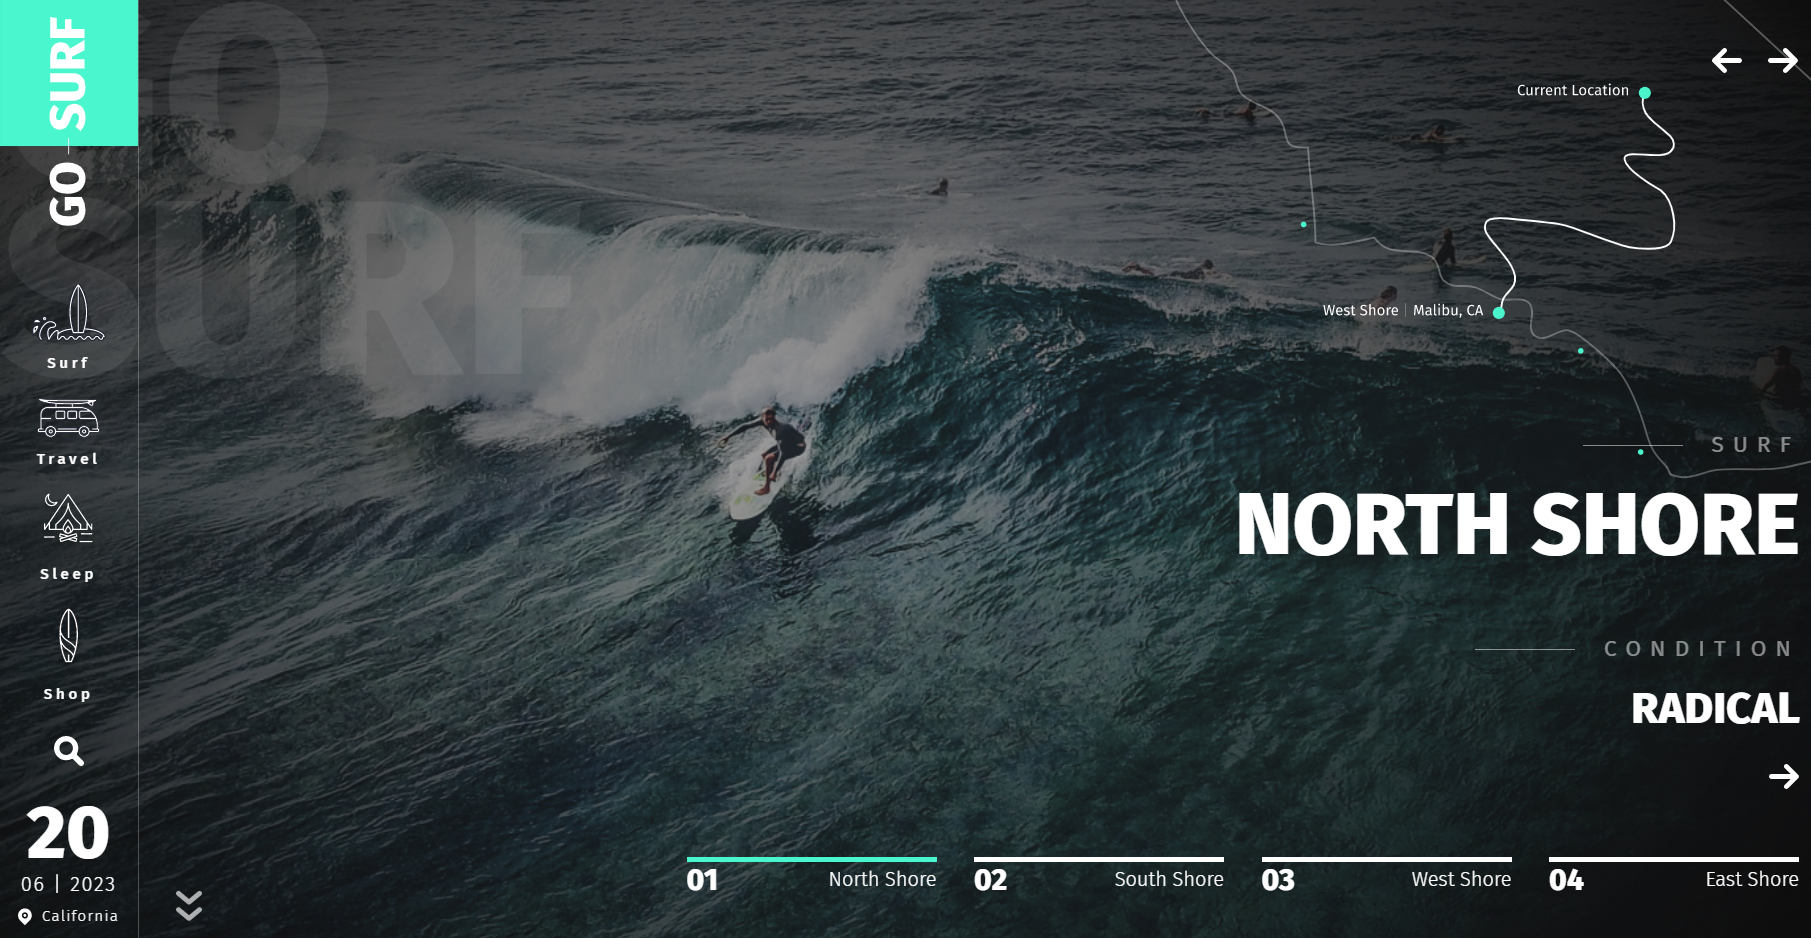 GO SURF
GO
SURF
Surf
Travel
Sleep
Shop
20
06 | 2023
California
Current Location
West Shore | Malibu, CA
SURF
NORTH SHORE
CONDITION
RADICAL
01 North Shore
02 South Shore
03 West Shore
04 East Shore